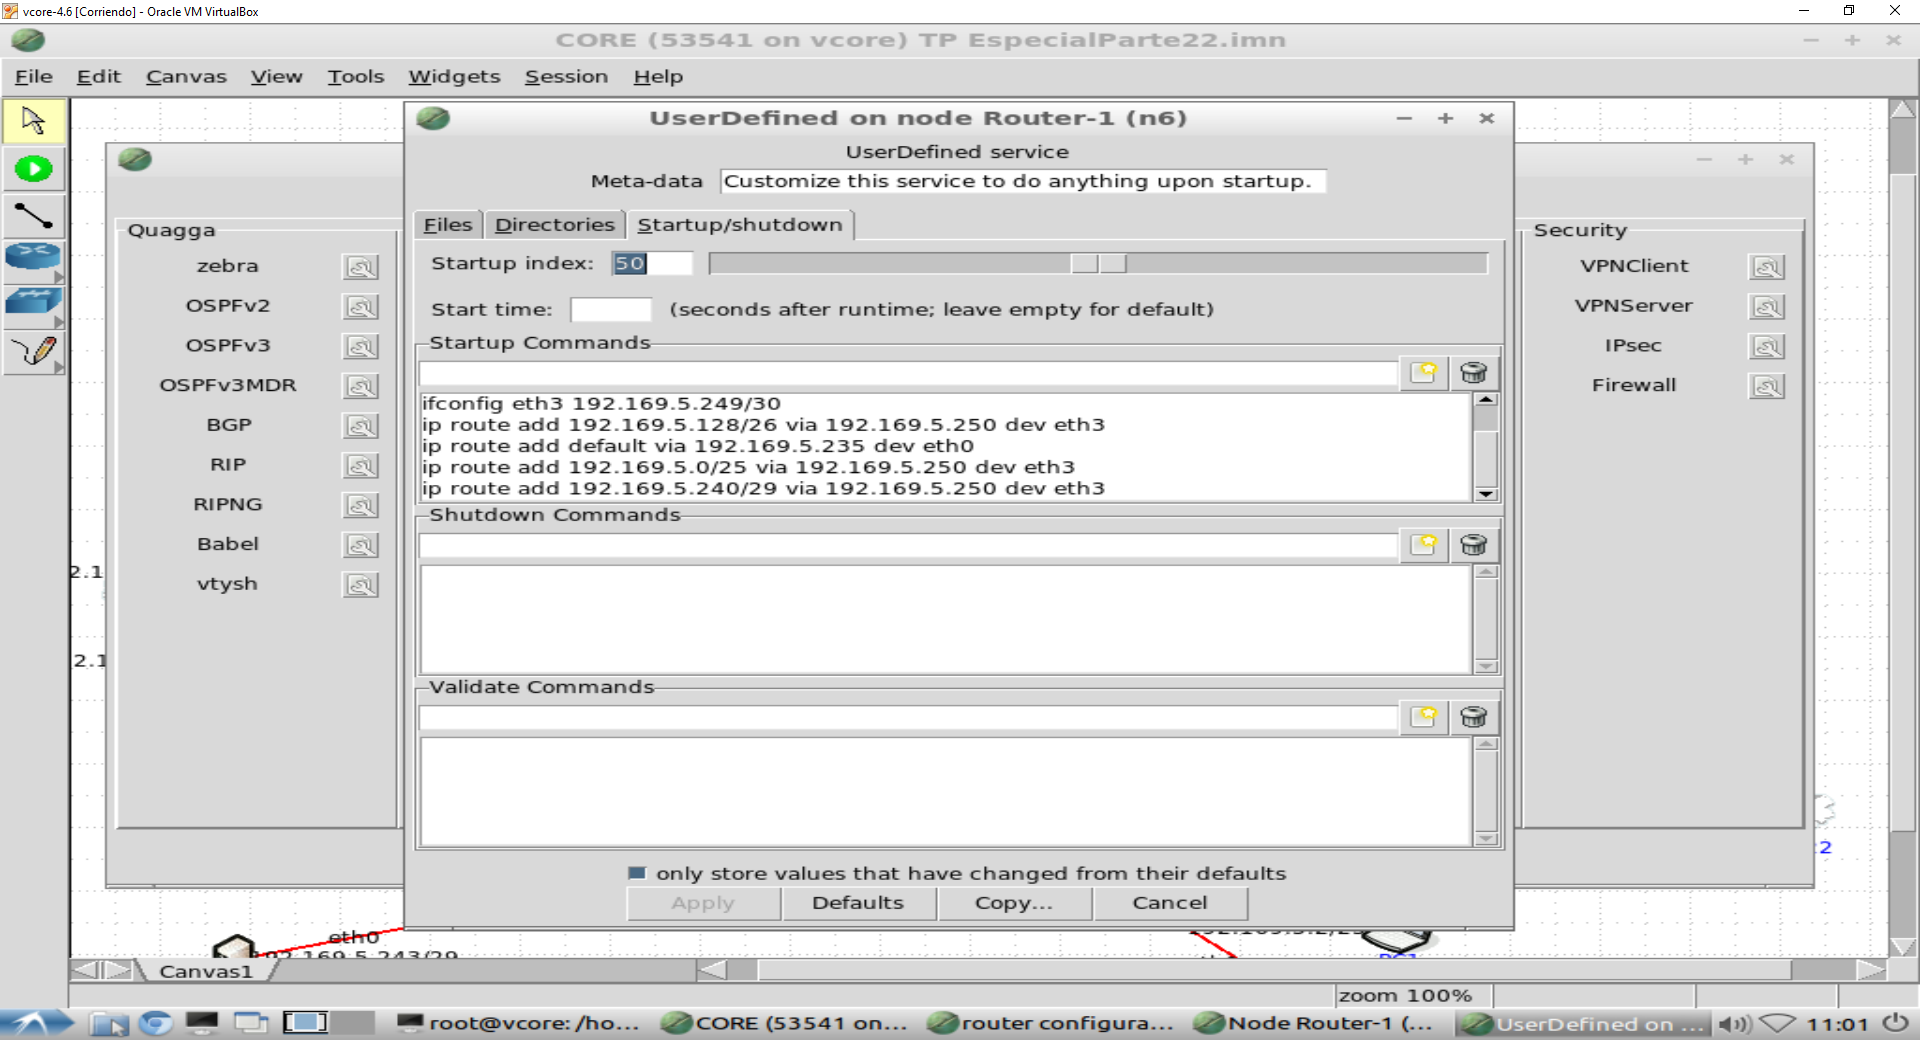 vcore-4.6 [Corriendo] - Oracle VM VirtualBox
CORE (53541 on vcore) TP EspecialParte22.imn
File Edit Canvas View Tools Widgets Session Help
UserDefined on node Router-1 (n6)
UserDefined service
Meta-data Customize this service to do anything upon startup.
Files Directories Startup/shutdown
Startup index: 50
Start time: (seconds after runtime; leave empty for default)
Startup Commands
ifconfig eth3 192.169.5.249/30
ip route add 192.169.5.128/26 via 192.169.5.250 dev eth3
ip route add default via 192.169.5.235 dev eth0
ip route add 192.169.5.0/25 via 192.169.5.250 dev eth3
ip route add 192.169.5.240/29 via 192.169.5.250 dev eth3
Shutdown Commands
Validate Commands
only store values that have changed from their defaults
Apply Defaults Copy... Cancel
Quagga
zebra
OSPFv2
OSPFv3
OSPFv3MDR
BGP
RIP
RIPNG
Babel
vtysh
Security
VPNClient
VPNServer
IPsec
Firewall
2.1
2.1
:2
eth0
Canvas1
zoom 100%
root@vcore: /ho...
CORE (53541 on...
router configura...
Node Router-1 (...
UserDefined on ...
11:01